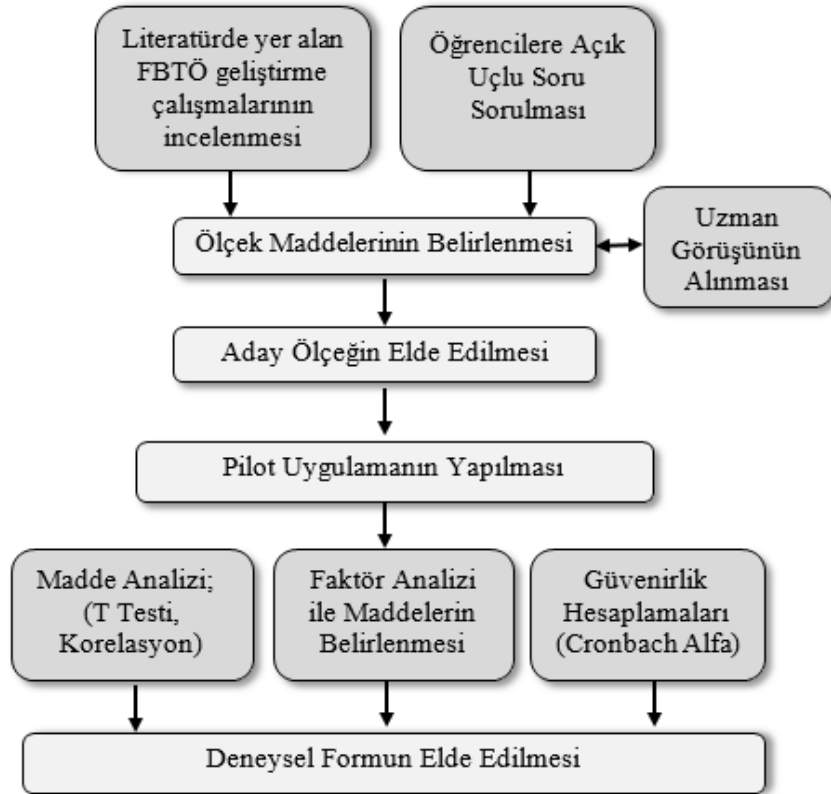 Literatürde yer alan
FBTÖ geliştirme
çalışmalarının
incelenmesi
Öğrencilere Açık
Uçlu Soru
Sorulması
Ölçek Maddelerinin Belirlenmesi
Uzman
Görüşünün
Alınması
Aday Ölçeğin Elde Edilmesi
Pilot Uygulamanın Yapılması
Madde Analizi;
(T Testi,
Korelasyon)
Faktör Analizi
ile Maddelerin
Belirlenmesi
Güvenirlik
Hesaplamaları
(Cronbach Alfa)
Deneysel Formun Elde Edilmesi